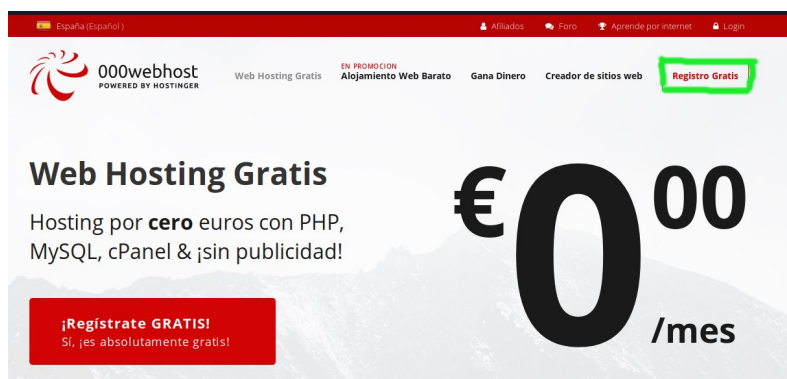 España (Español) Afiliados Foro Aprende por internet Login
000webhost
POWERED BY HOSTINGER
Web Hosting Gratis
EN PROMOCION
Alojamiento Web Barato
Gana Dinero
Creador de sitios web
Registro Gratis
Web Hosting Gratis
Hosting por cero euros con PHP,
MySQL, cPanel & ¡sin publicidad!
€000
/mes
¡Regístrate GRATIS!
Sí, ¡es absolutamente gratis!